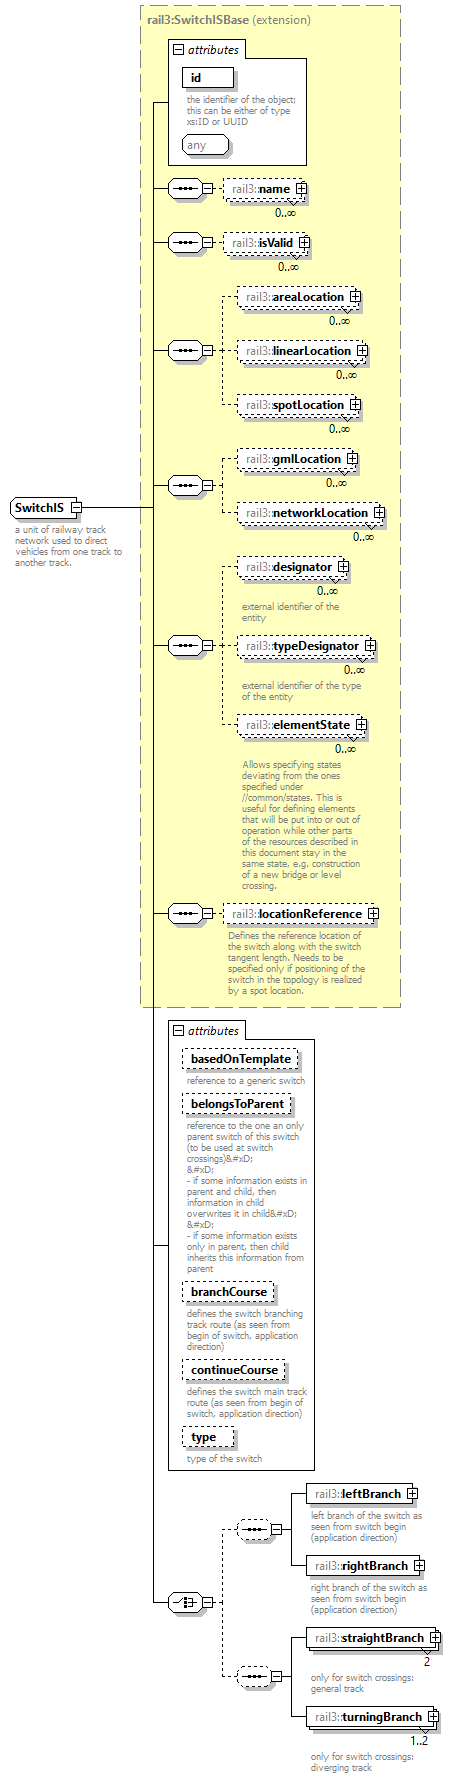 rail3:SwitchISBase (extension)
attributes
id
the identifier of the object;
this can be either of type
xs:ID or UUID
any
rail3::name
0..∞
rail3::isValid
0..∞
rail3::areaLocation
0..∞
rail3::linearLocation
0..∞
rail3::spotLocation
0..∞
rail3::gmlLocation
0..∞
SwitchIS
a unit of railway track
network used to direct
vehicles from one track to
another track.
rail3::networkLocation
0..∞
rail3::designator
0..∞
external identifier of the
entity
rail3::typeDesignator
0..∞
external identifier of the type
of the entity
rail3::elementState
0..∞
Allows specifying states
deviating from the ones
specified under
//common/states. This is
useful for defining elements
that will be put into or out of
operation while other parts
of the resources described in
this document stay in the
same state, e.g. construction
of a new bridge or level
crossing.
rail3::locationReference
Defines the reference location of
the switch along with the switch
tangent length. Needs to be
specified only if positioning of the
switch in the topology is realized
by a spot location.
attributes
basedOnTemplate
reference to a generic switch
belongsToParent
reference to the one an only
parent switch of this switch
(to be used at switch
crossings)&#xD;
&#xD;
- if some information exists in
parent and child, then
information in child
overwrites it in child&#xD;
&#xD;
- if some information exists
only in parent, then child
inherits this information from
parent
branchCourse
defines the switch branching
track route (as seen from
begin of switch, application
direction)
continueCourse
defines the switch main track
route (as seen from begin of
switch, application direction)
type
type of the switch
rail3::leftBranch
left branch of the switch as
seen from switch begin
(application direction)
rail3::rightBranch
right branch of the switch as
seen from switch begin
(application direction)
rail3::straightBranch
2
only for switch crossings:
general track
rail3::turningBranch
1..2
only for switch crossings:
diverging track